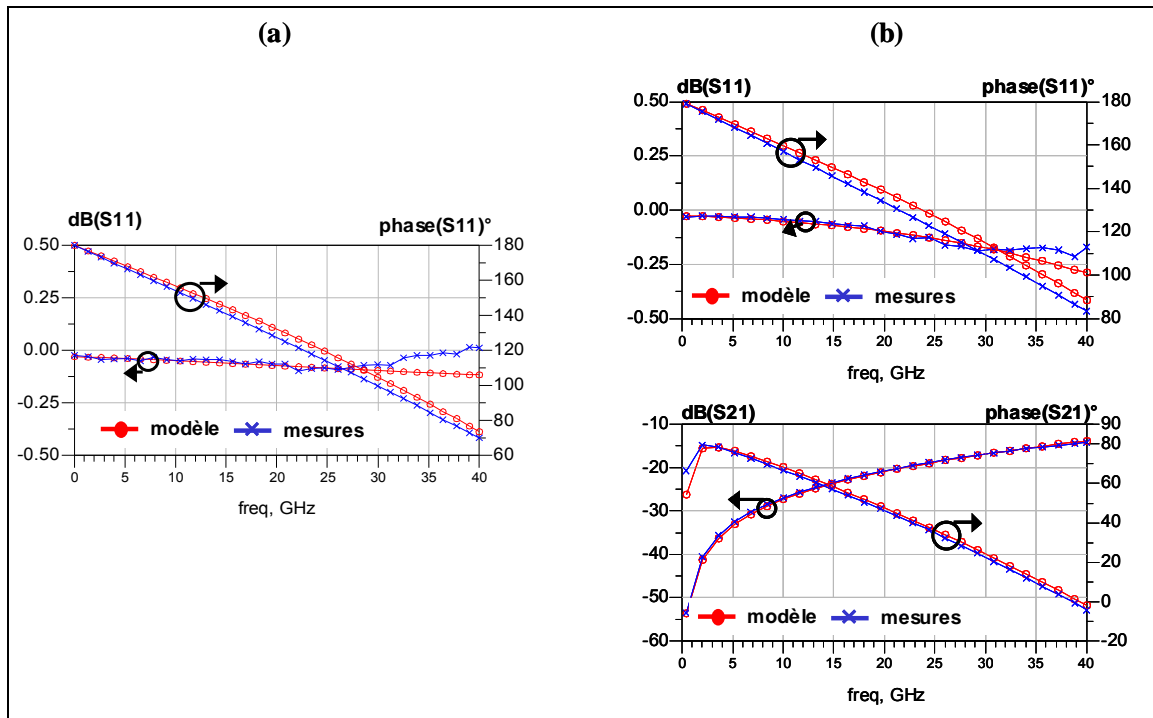 (a)
dB(S11) phase(S11)°
0.50 0.25 0.00 -0.25 -0.50
180 160 140 120 100 80 60
modèle mesures
0 5 10 15 20 25 30 35 40
freq, GHz
(b)
dB(S11) phase(S11)°
0.50 0.25 0.00 -0.25 -0.50
180 160 140 120 100 80
modèle mesures
0 5 10 15 20 25 30 35 40
freq, GHz
dB(S21) phase(S21)°
-10 -20 -30 -40 -50 -60
90 80 60 40 20 -0 -20
modèle mesures
0 5 10 15 20 25 30 35 40
freq, GHz